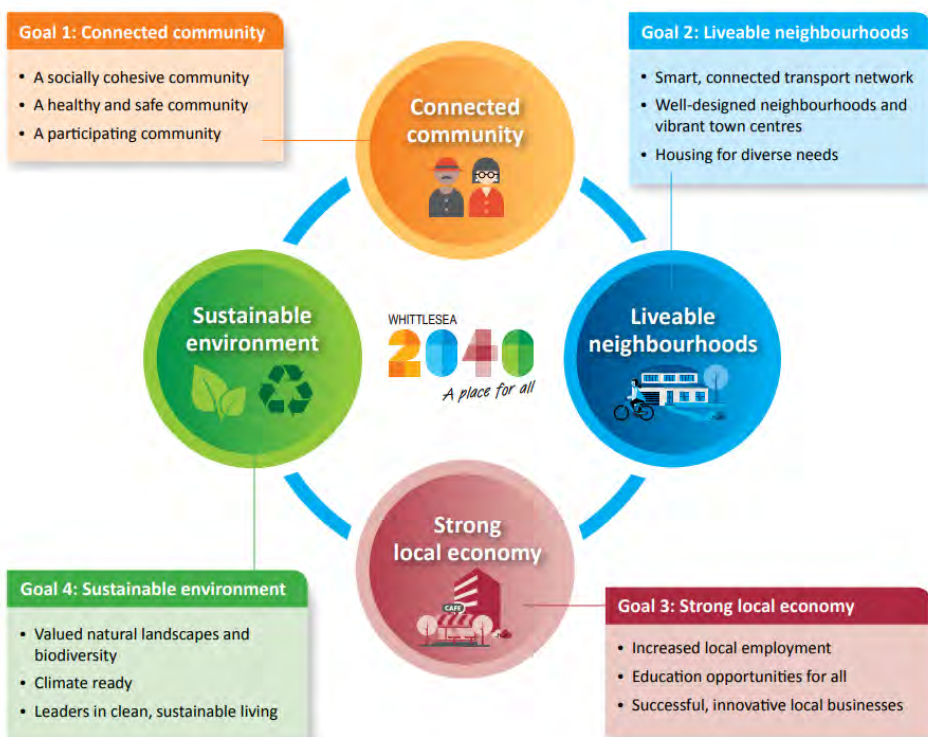 Goal 1: Connected community
• A socially cohesive community
• A healthy and safe community
• A participating community
Goal 2: Liveable neighbourhoods
• Smart, connected transport network
• Well-designed neighbourhoods and
vibrant town centres
• Housing for diverse needs
Connected
community
Sustainable
environment
WHITTLESEA
2040
A place for all
Liveable
neighbourhoods
Strong
local economy
CAFE
Goal 4: Sustainable environment
• Valued natural landscapes and
biodiversity
• Climate ready
• Leaders in clean, sustainable living
Goal 3: Strong local economy
• Increased local employment
• Education opportunities for all
• Successful, innovative local businesses